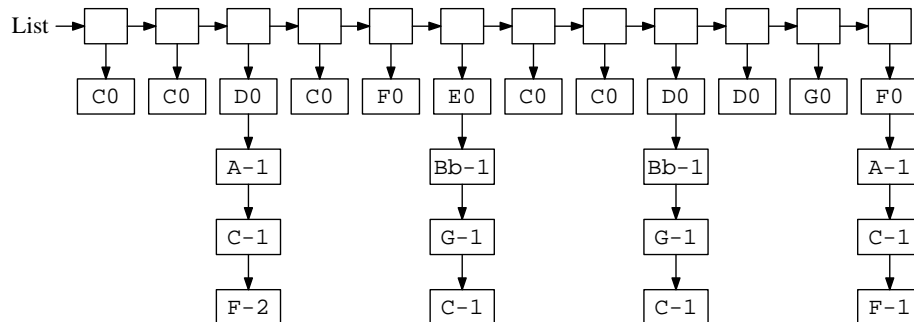 List
C0 C0 D0 C0 F0 E0 C0 C0 D0 D0 G0 F0
A-1 Bb-1 Bb-1 A-1
C-1 G-1 G-1 C-1
F-2 C-1 C-1 F-1